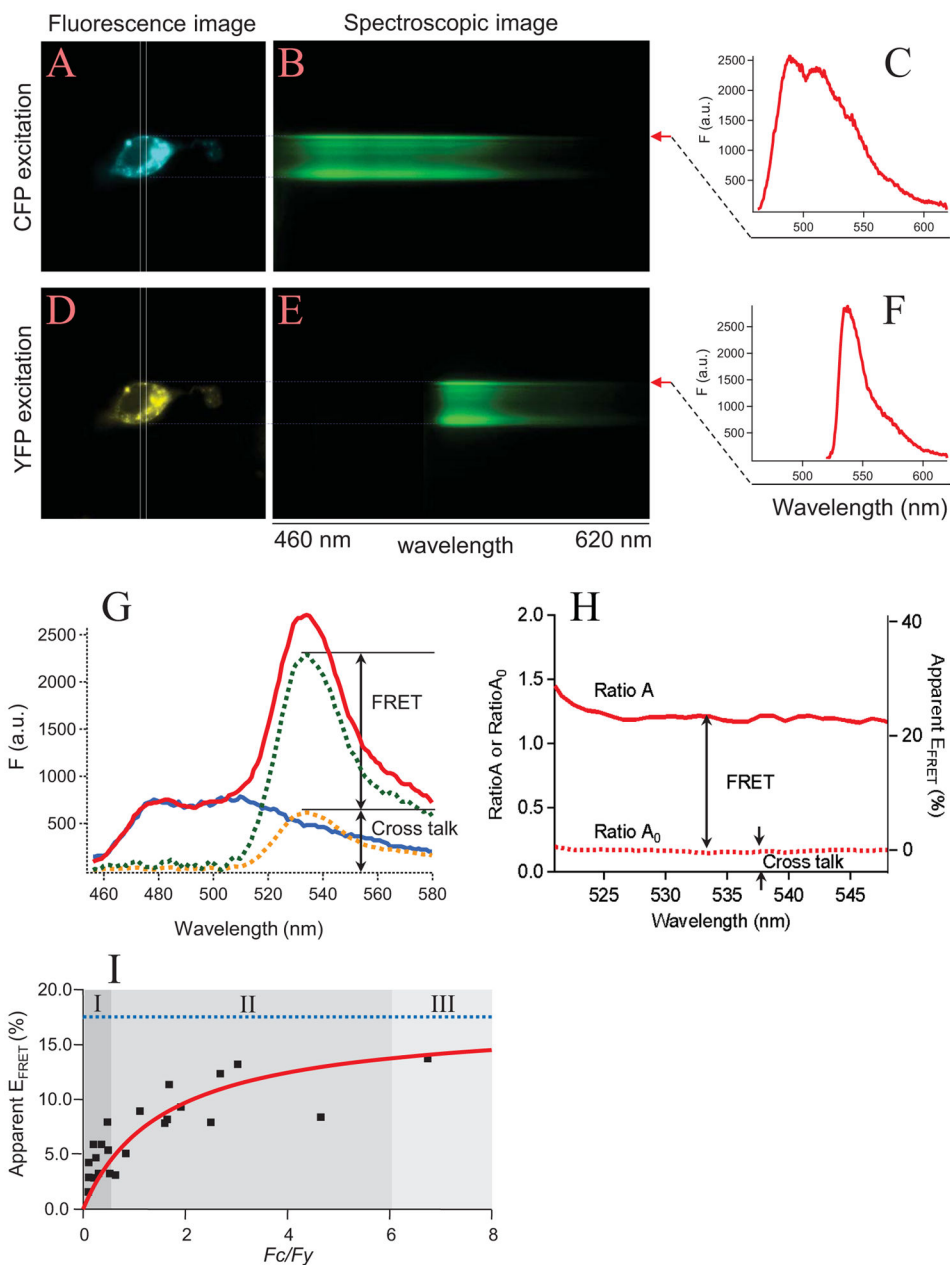 Fluorescence image
Spectroscopic image
CFP excitation
A
B
C
F (a.u.)
2500
2000
1500
1000
500
500
550
600
YFP excitation
D
E
F
F (a.u.)
2500
2000
1500
1000
500
500
550
600
Wavelength (nm)
460 nm
wavelength
620 nm
G
F (a.u.)
2500
2000
1500
1000
500
FRET
Cross talk
460
480
500
520
540
560
580
Wavelength (nm)
H
RatioA or RatioA0
2.0
1.5
1.0
0.5
0.0
Ratio A
FRET
Ratio A0
Cross talk
40
20
0
Apparent EFRET (%)
525
530
535
540
545
Wavelength (nm)
I
Apparent EFRET (%)
20.0
15.0
10.0
5.0
0.0
I
II
III
0
2
4
6
8
Fc/Fy